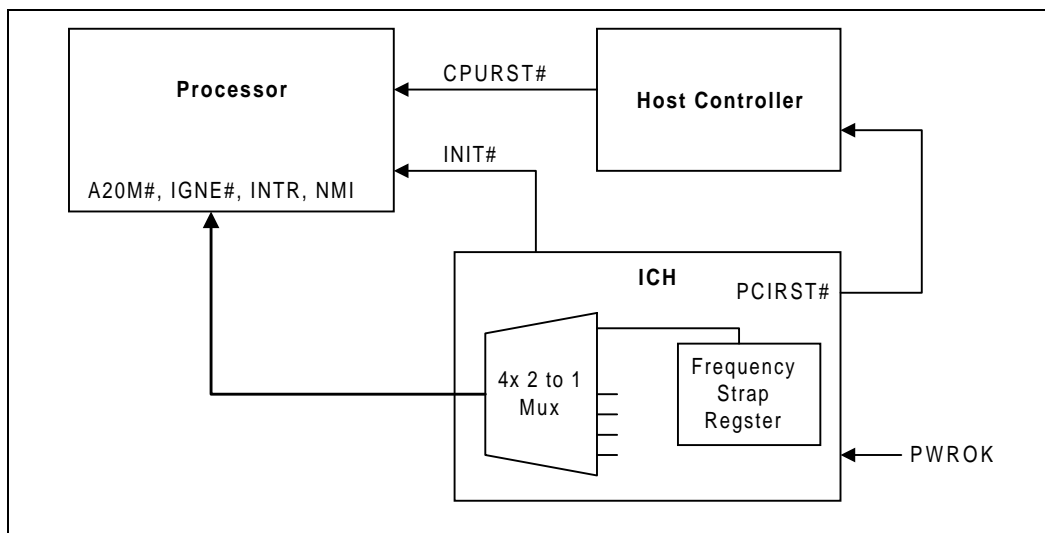 Processor
CPURST#
Host Controller
INIT#
A20M#, IGNE#, INTR, NMI
ICH
PCIRST#
4x 2 to 1
Mux
Frequency
Strap
Regster
PWROK